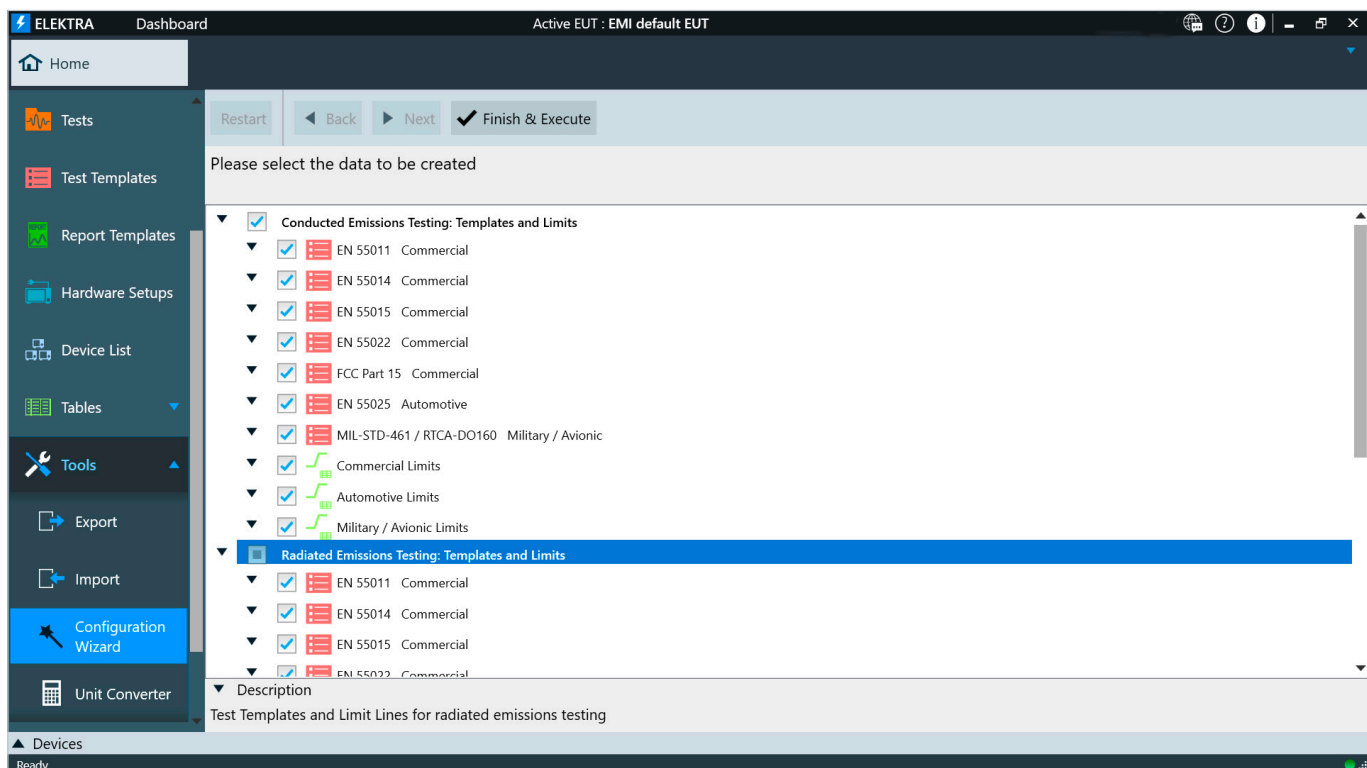 ELEKTRA Dashboard Active EUT : EMI default EUT
Home
Restart Back Next Finish & Execute
Please select the data to be created
Tests
Test Templates
REPORT
Report Templates
Hardware Setups
Device List
Tables
Tools
Export
Import
Configuration
Wizard
Unit Converter
Conducted Emissions Testing: Templates and Limits
EN 55011 Commercial
EN 55014 Commercial
EN 55015 Commercial
EN 55022 Commercial
FCC Part 15 Commercial
EN 55025 Automotive
MIL-STD-461 / RTCA-DO160 Military / Avionic
Commercial Limits
Automotive Limits
Military / Avionic Limits
Radiated Emissions Testing: Templates and Limits
EN 55011 Commercial
EN 55014 Commercial
EN 55015 Commercial
EN 55022 Commercial
Description
Test Templates and Limit Lines for radiated emissions testing
Devices
Ready